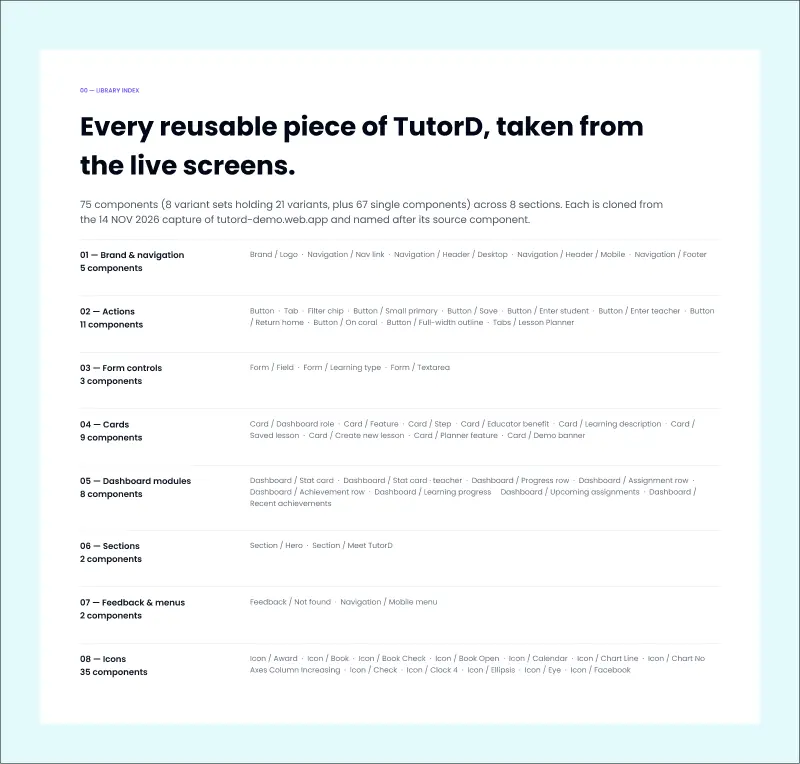 00 — LIBRARY INDEX
Every reusable piece of TutorD, taken from
the live screens.
75 components (8 variant sets holding 21 variants, plus 67 single components) across 8 sections. Each is cloned from
the 14 NOV 2026 capture of tutord-demo.web.app and named after its source component.
01 — Brand & navigation
5 components
Brand / Logo · Navigation / Nav link · Navigation / Header / Desktop · Navigation / Header / Mobile · Navigation / Footer
02 — Actions
11 components
Button · Tab · Filter chip · Button / Small primary · Button / Save · Button / Enter student · Button / Enter teacher · Button
/ Return home · Button / On coral · Button / Full-width outline · Tabs / Lesson Planner
03 — Form controls
3 components
Form / Field · Form / Learning type · Form / Textarea
04 — Cards
9 components
Card / Dashboard role · Card / Feature · Card / Step · Card / Educator benefit · Card / Learning description · Card /
Saved lesson · Card / Create new lesson · Card / Planner feature · Card / Demo banner
05 — Dashboard modules
8 components
Dashboard / Stat card · Dashboard / Stat card · teacher · Dashboard / Progress row · Dashboard / Assignment row ·
Dashboard / Achievement row · Dashboard / Learning progress Dashboard / Upcoming assignments · Dashboard /
Recent achievements
06 — Sections
2 components
Section / Hero · Section / Meet TutorD
07 — Feedback & menus
2 components
Feedback / Not found · Navigation / Mobile menu
08 — Icons
35 components
Icon / Award · Icon / Book · Icon / Book Check · Icon / Book Open · Icon / Calendar · Icon / Chart Line · Icon / Chart No
Axes Column Increasing · Icon / Check · Icon / Clock 4 · Icon / Ellipsis · Icon / Eye · Icon / Facebook